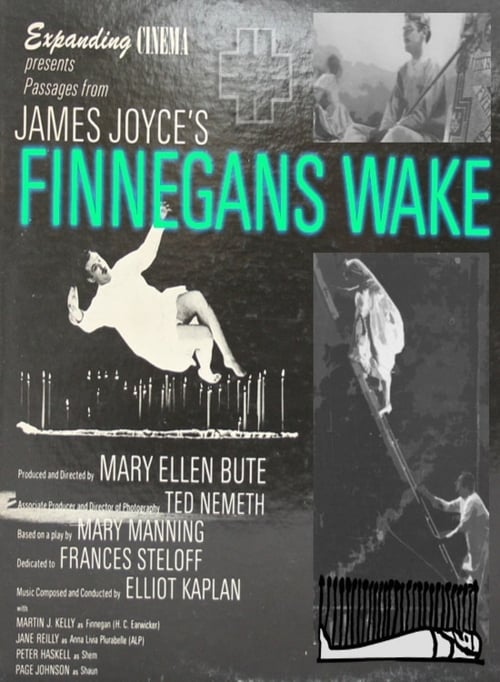 Expanding CINEMA
presents
Passages from
JAMES JOYCE'S
FINNEGANS WAKE
Produced and Directed by MARY ELLEN BUTE
Associate Producer and Director of Photography TED NEMETH
Based on a play by MARY MANNING
Dedicated to FRANCES STELOFF
Music Composed and Conducted by ELLIOT KAPLAN
with
MARTIN J. KELLY as Finnegan (H. C. Earwicker)
JANE REILLY as Anna Livia Plurabelle (ALP)
PETER HASKELL as Shem
PAGE JOHNSON as Shaun